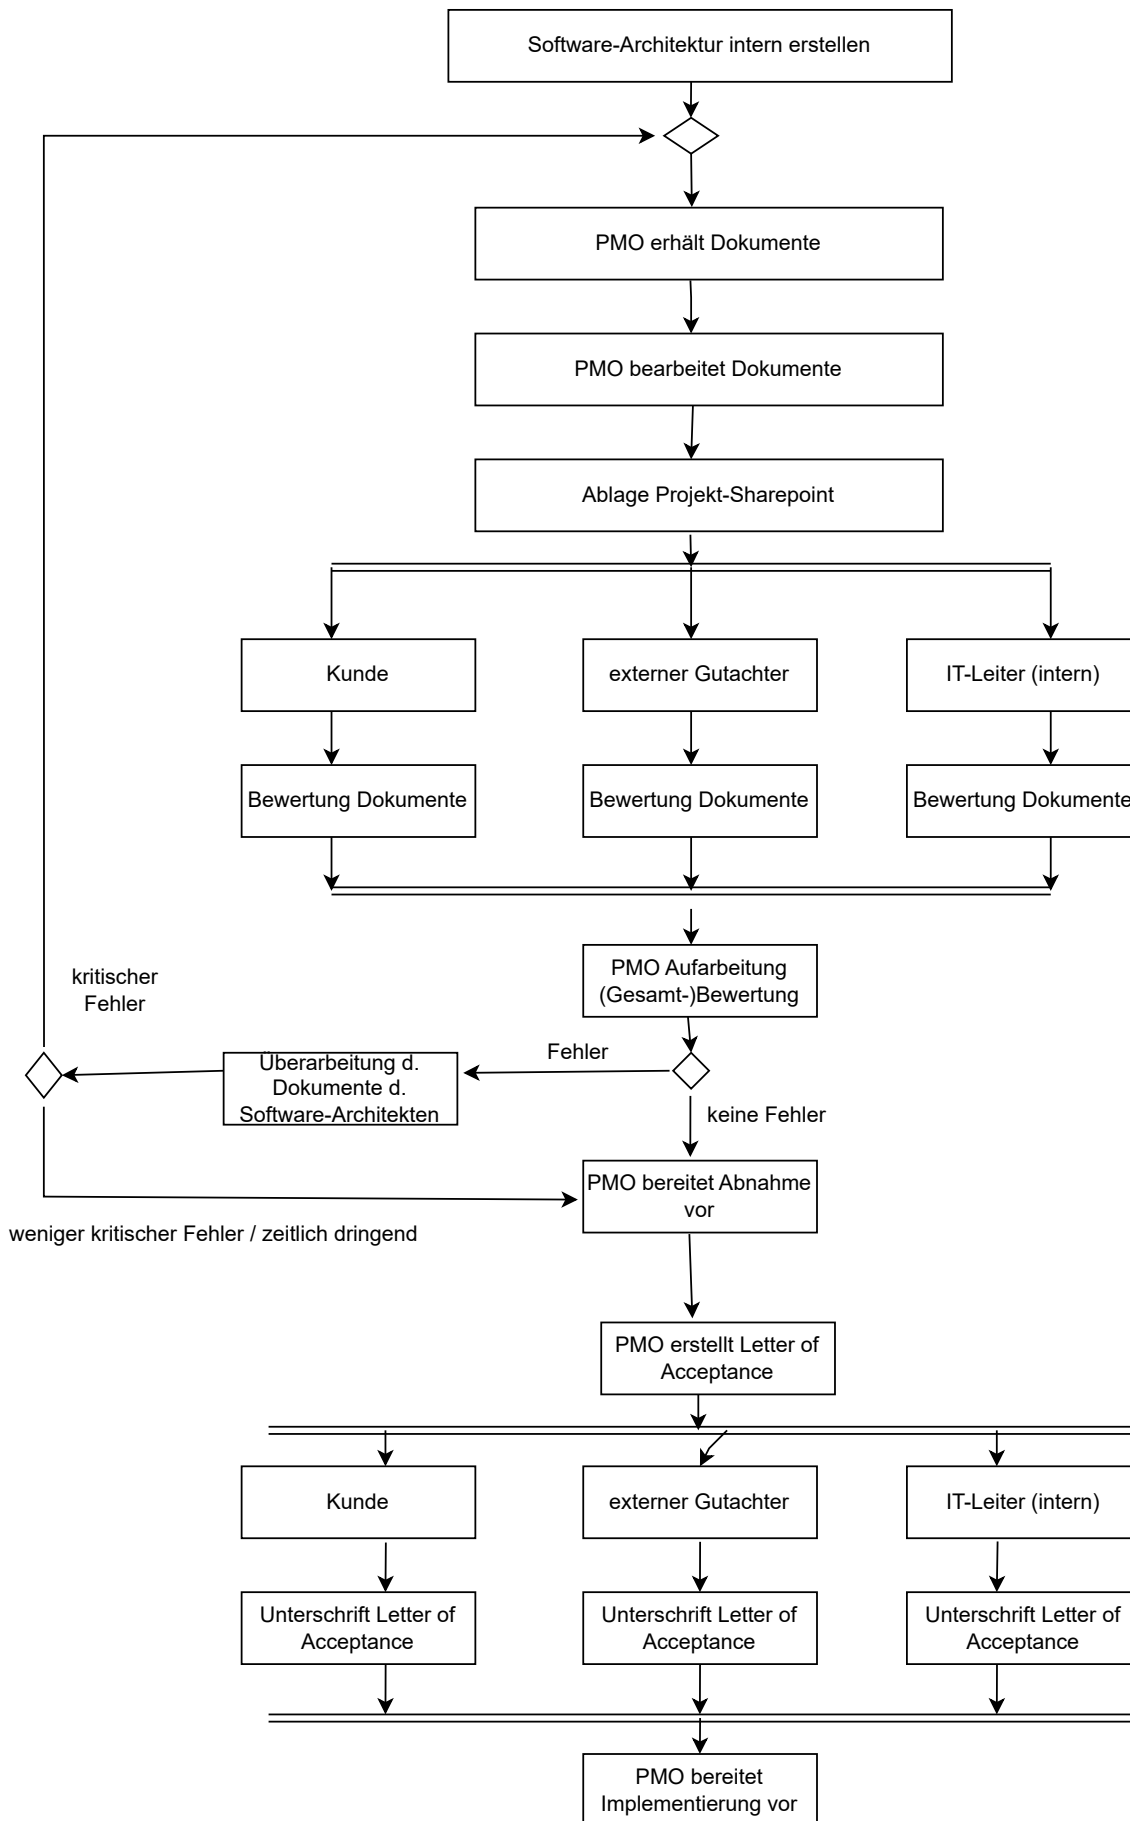 Software-Architektur intern erstellen
PMO erhält Dokumente
PMO bearbeitet Dokumente
Ablage Projekt-Sharepoint
Kunde
externer Gutachter
IT-Leiter (intern)
Bewertung Dokumente
Bewertung Dokumente
Bewertung Dokumente
PMO Aufarbeitung
(Gesamt-)Bewertung
kritischer
Fehler
Fehler
Überarbeitung d.
Dokumente d.
Software-Architekten
keine Fehler
PMO bereitet Abnahme
vor
weniger kritischer Fehler / zeitlich dringend
PMO erstellt Letter of
Acceptance
Kunde
externer Gutachter
IT-Leiter (intern)
Unterschrift Letter of
Acceptance
Unterschrift Letter of
Acceptance
Unterschrift Letter of
Acceptance
PMO bereitet
Implementierung vor